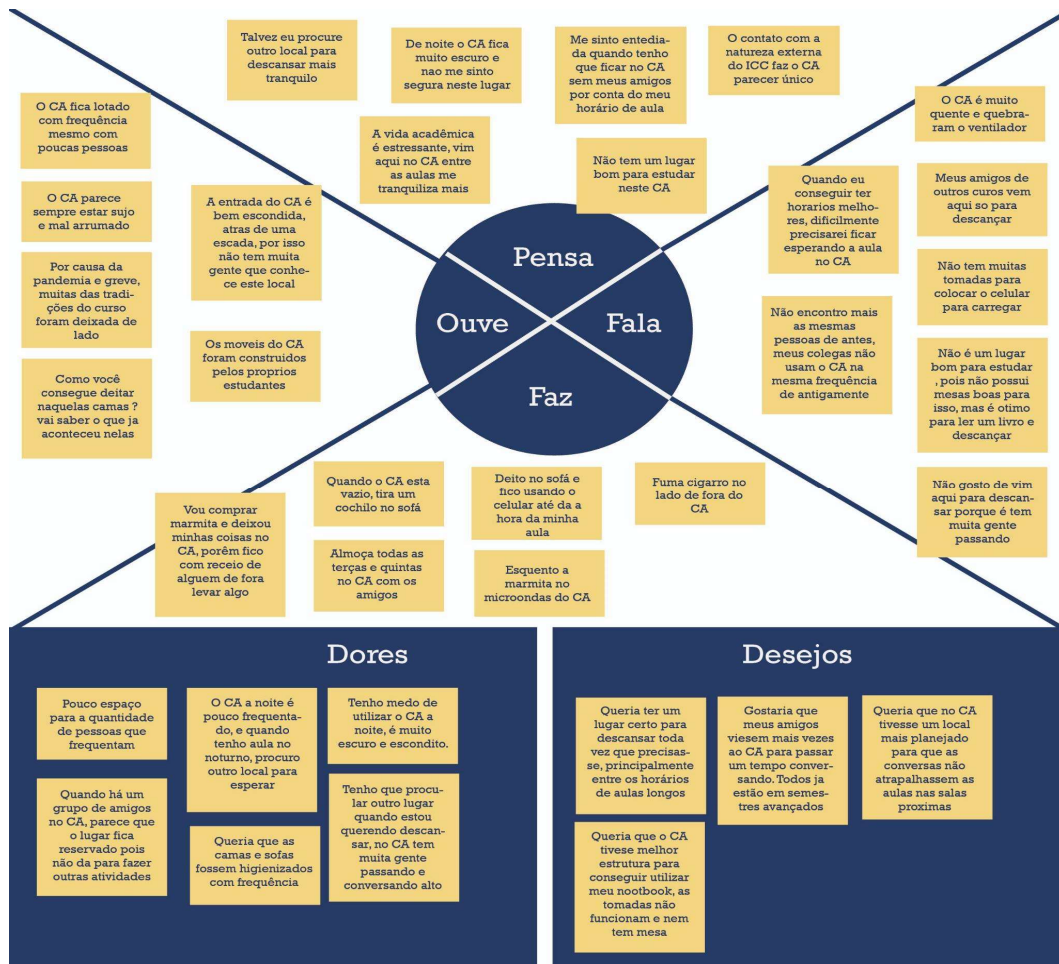 Talvez eu procure
outro local para
descansar mais
tranquilo
De noite o CA fica
muito escuro e
nao me sinto
segura neste lugar
Me sinto entedia-
da quando tenho
que ficar no CA
sem meus amigos
por conta do meu
horário de aula
O contato com a
natureza externa
do ICC faz o CA
parecer único
A vida acadêmica
é estressante, vim
aqui no CA entre
as aulas me
tranquiliza mais
Não tem um lugar
bom para estudar
neste CA
O CA fica lotado
com frequência
mesmo com
poucas pessoas
O CA parece
sempre estar sujo
e mal arrumado
Por causa da
pandemia e greve,
muitas das tradi-
ções do curso
foram deixada de
lado
Como você
consegue deitar
naquelas camas ?
vai saber o que ja
aconteceu nelas
A entrada do CA é
bem escondida,
atras de uma
escada, por isso
não tem muita
gente que conhe-
ce este local
Os moveis do CA
foram construidos
pelos proprios
estudantes
Pensa
Ouve
Fala
Faz
O CA é muito
quente e quebra-
ram o ventilador
Quando eu
conseguir ter
horarios melho-
res, dificilmente
precisarei ficar
esperando a aula
no CA
Meus amigos de
outros curos vem
aqui so para
descançar
Não tem muitas
tomadas para
colocar o celular
para carregar
Não encontro mais
as mesmas
pessoas de antes,
meus colegas não
usam o CA na
mesma frequência
de antigamente
Não é um lugar
bom para estudar
, pois não possui
mesas boas para
isso, mas é otimo
para ler um livro e
descançar
Não gosto de vim
aqui para descan-
sar porque é tem
muita gente
passando
Vou comprar
marmita e deixou
minhas coisas no
CA, porêm fico
com receio de
alguem de fora
levar algo
Quando o CA esta
vazio, tira um
cochilo no sofá
Almoça todas as
terças e quintas
no CA com os
amigos
Deito no sofá e
fico usando o
celular até da a
hora da minha
aula
Esquento a
marmita no
microondas do CA
Fuma cigarro no
lado de fora do
CA
Dores
Pouco espaço
para a quantidade
de pessoas que
frequentam
O CA a noite é
pouco frequenta-
do, e quando
tenho aula no
noturno, procuro
outro local para
esperar
Tenho medo de
utilizar o CA a
noite, é muito
escuro e escondito.
Quando há um
grupo de amigos
no CA, parece que
o lugar fica
reservado pois
não da para fazer
outras atividades
Queria que as
camas e sofas
fossem higienizados
com frequência
Tenho que procu-
lar outro lugar
quando estou
querendo descan-
sar, no CA tem
muita gente
passando e
conversando alto
Desejos
Queria ter um
lugar certo para
descansar toda
vez que precisas-
se, principalmente
entre os horários
de aulas longos
Gostaria que
meus amigos
viesem mais vezes
ao CA para passar
um tempo conver-
sando. Todos ja
estão em semes-
tres avançados
Queria que no CA
tivesse um local
mais planejado
para que as
conversas não
atrapalhassem as
aulas nas salas
proximas
Queria que o CA
tivese melhor
estrutura para
conseguir utilizar
meu nootbook, as
tomadas não
funcionam e nem
tem mesa